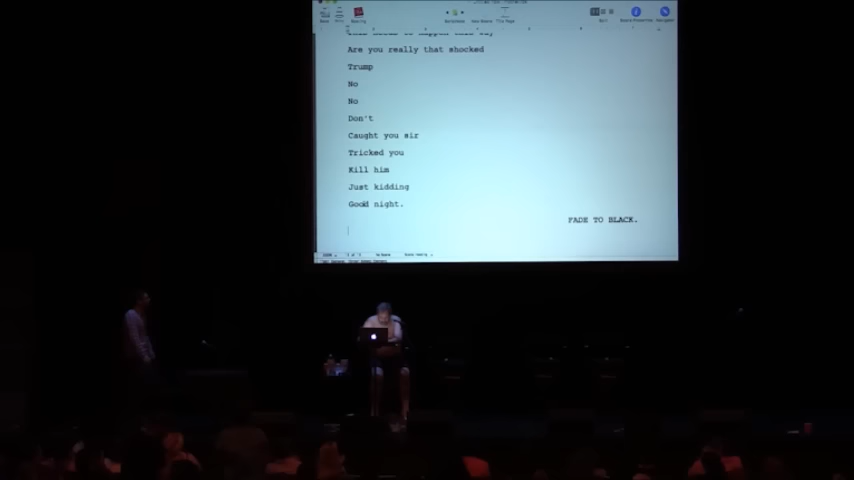 Are you really that shocked
Trump
No
No
Don't
Caught you sir
Tricked you
Kill him
Just kidding
Good night.
FADE TO BLACK.